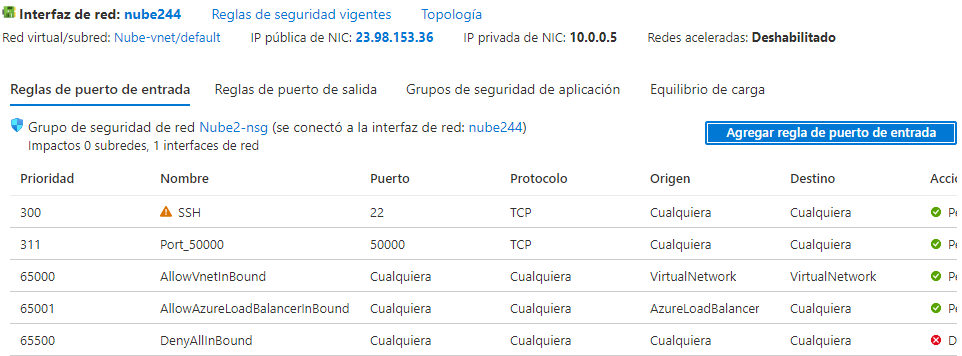 Interfaz de red: nube244 Reglas de seguridad vigentes Topología
Red virtual/subred: Nube-vnet/default IP pública de NIC: 23.98.153.36 IP privada de NIC: 10.0.0.5 Redes aceleradas: Deshabilitado
Reglas de puerto de entrada Reglas de puerto de salida Grupos de seguridad de aplicación Equilibrio de carga
Grupo de seguridad de red Nube2-nsg (se conectó a la interfaz de red: nube244)
Impactos 0 subredes, 1 interfaces de red
Agregar regla de puerto de entrada
Prioridad Nombre Puerto Protocolo Origen Destino Acci
300 SSH 22 TCP Cualquiera Cualquiera Pe
311 Port_50000 50000 TCP Cualquiera Cualquiera Pe
65000 AllowVnetInBound Cualquiera Cualquiera VirtualNetwork VirtualNetwork Pe
65001 AllowAzureLoadBalancerInBound Cualquiera Cualquiera AzureLoadBalancer Cualquiera Pe
65500 DenyAllInBound Cualquiera Cualquiera Cualquiera Cualquiera D